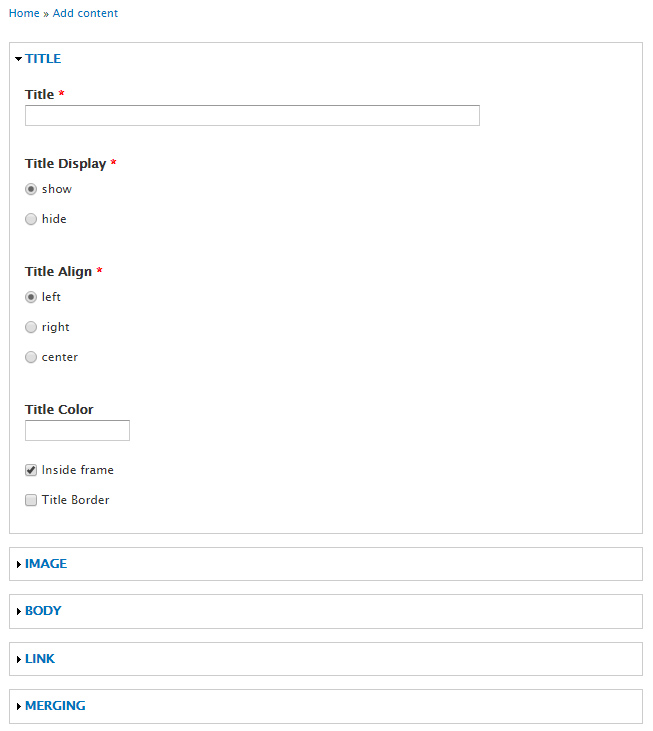 Home » Add content
TITLE
Title *
Title Display *
show
hide
Title Align *
left
right
center
Title Color
Inside frame
Title Border
IMAGE
BODY
LINK
MERGING